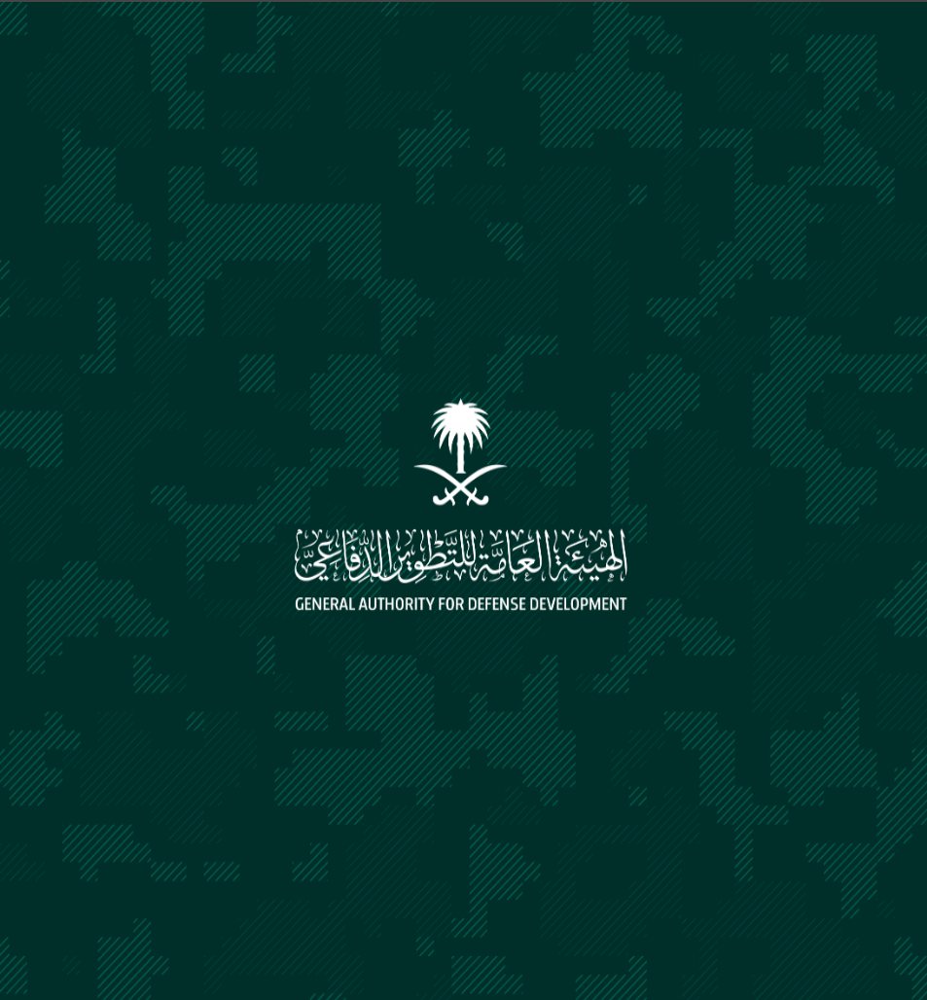 الهيئة العامة للتطوير الدفاعي
GENERAL AUTHORITY FOR DEFENSE DEVELOPMENT